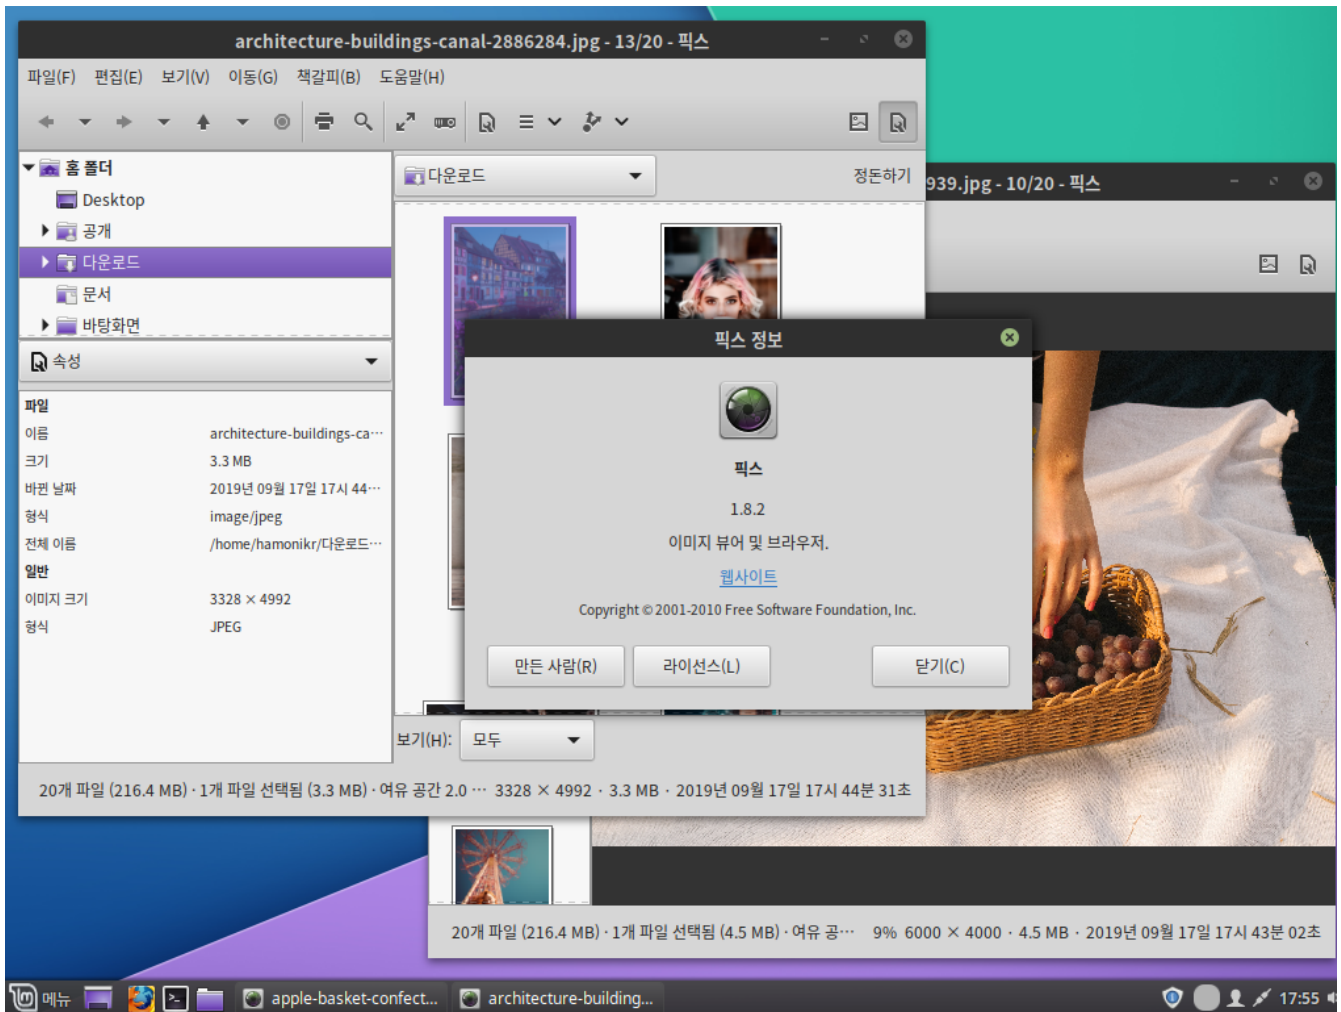 architecture-buildings-canal-2886284.jpg - 13/20 - 픽스
파일(F) 편집(E) 보기(V) 이동(G) 책갈피(B) 도움말(H)
홈 폴더
Desktop
공개
다운로드
문서
바탕화면
다운로드
정돈하기
속성
파일
이름 architecture-buildings-ca…
크기 3.3 MB
바뀐 날짜 2019년 09월 17일 17시 44…
형식 image/jpeg
전체 이름 /home/hamonikr/다운로드…
일반
이미지 크기 3328 × 4992
형식 JPEG
보기(H): 모두
20개 파일 (216.4 MB) · 1개 파일 선택됨 (3.3 MB) · 여유 공간 2.0 … 3328 × 4992 · 3.3 MB · 2019년 09월 17일 17시 44분 31초
939.jpg - 10/20 - 픽스
픽스 정보
픽스
1.8.2
이미지 뷰어 및 브라우저.
웹사이트
Copyright © 2001-2010 Free Software Foundation, Inc.
만든 사람(R) 라이선스(L) 닫기(C)
20개 파일 (216.4 MB) · 1개 파일 선택됨 (4.5 MB) · 여유 공… 9% 6000 × 4000 · 4.5 MB · 2019년 09월 17일 17시 43분 02초
메뉴 apple-basket-confect... architecture-building... 17:55